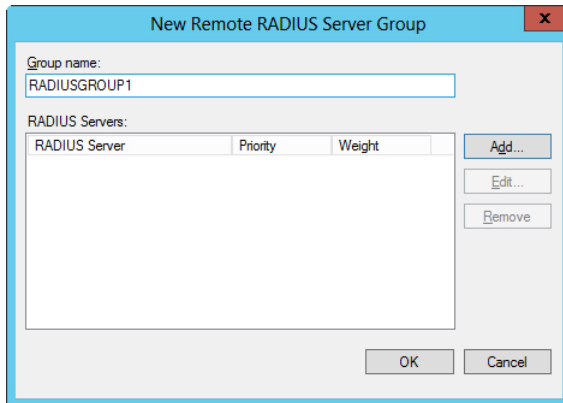 New Remote RADIUS Server Group
x
Group name:
RADIUSGROUP1
RADIUS Servers:
RADIUS Server Priority Weight
Add...
Edit...
Remove
OK Cancel